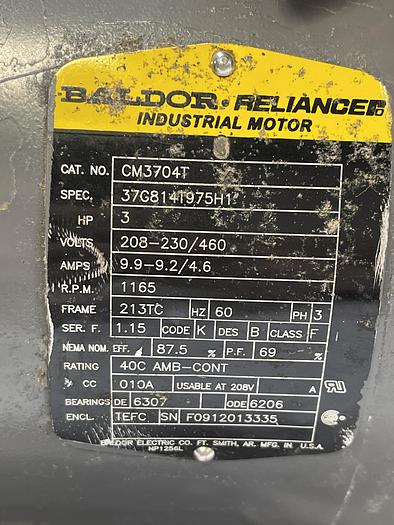 BALDOR • RELIANCE
INDUSTRIAL MOTOR
CAT. NO. CM3704T
SPEC. 37G814T975H1
HP 3
VOLTS 208-230/460
AMPS 9.9-9.2/4.6
R.P.M. 1165
FRAME 213TC HZ 60 PH 3
SER. F. 1.15 CODE K DES B CLASS F
NEMA NOM. EFF. 87.5 % P.F. 69 %
RATING 40C AMB-CONT
CC 010A USABLE AT 208V A
BEARINGS DE 6307 ODE 6206
ENCL. TEFC SN F0912013335
BALDOR ELECTRIC CO. FT. SMITH, AR. MFG. IN U.S.A.
NP1256L